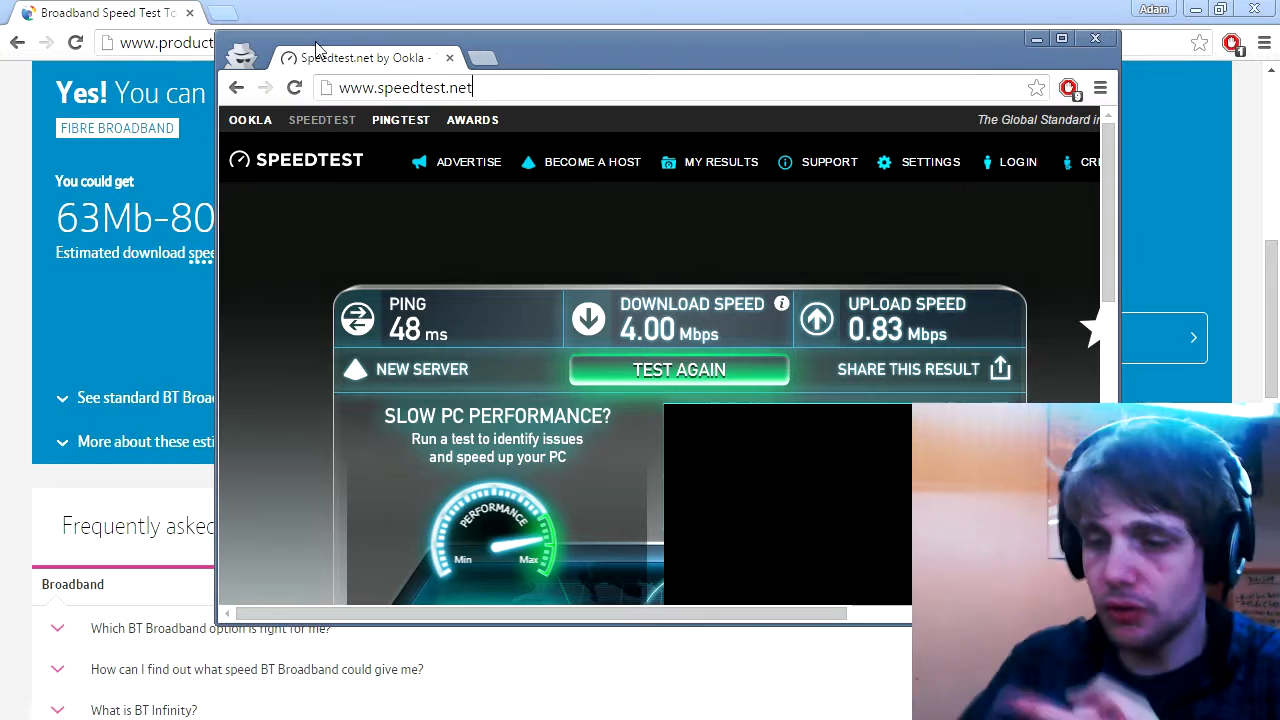 Broadband Speed Test To
Adam
www.product
1
Speedtest.net by Ookla -
www.speedtest.net
9
OOKLA SPEEDTEST PINGTEST AWARDS
The Global Standard in
SPEEDTEST
ADVERTISE BECOME A HOST MY RESULTS SUPPORT SETTINGS LOGIN CRE
Yes! You can
FIBRE BROADBAND
You could get
63Mb-80
Estimated download spee
PING
48 ms
DOWNLOAD SPEED
4.00 Mbps
UPLOAD SPEED
0.83 Mbps
NEW SERVER
TEST AGAIN
SHARE THIS RESULT
SLOW PC PERFORMANCE?
Run a test to identify issues
and speed up your PC
PERFORMANCE
Min Max
See standard BT Broa
More about these esti
Frequently asked
Broadband
Which BT Broadband option is right for me?
How can I find out what speed BT Broadband could give me?
What is BT Infinity?